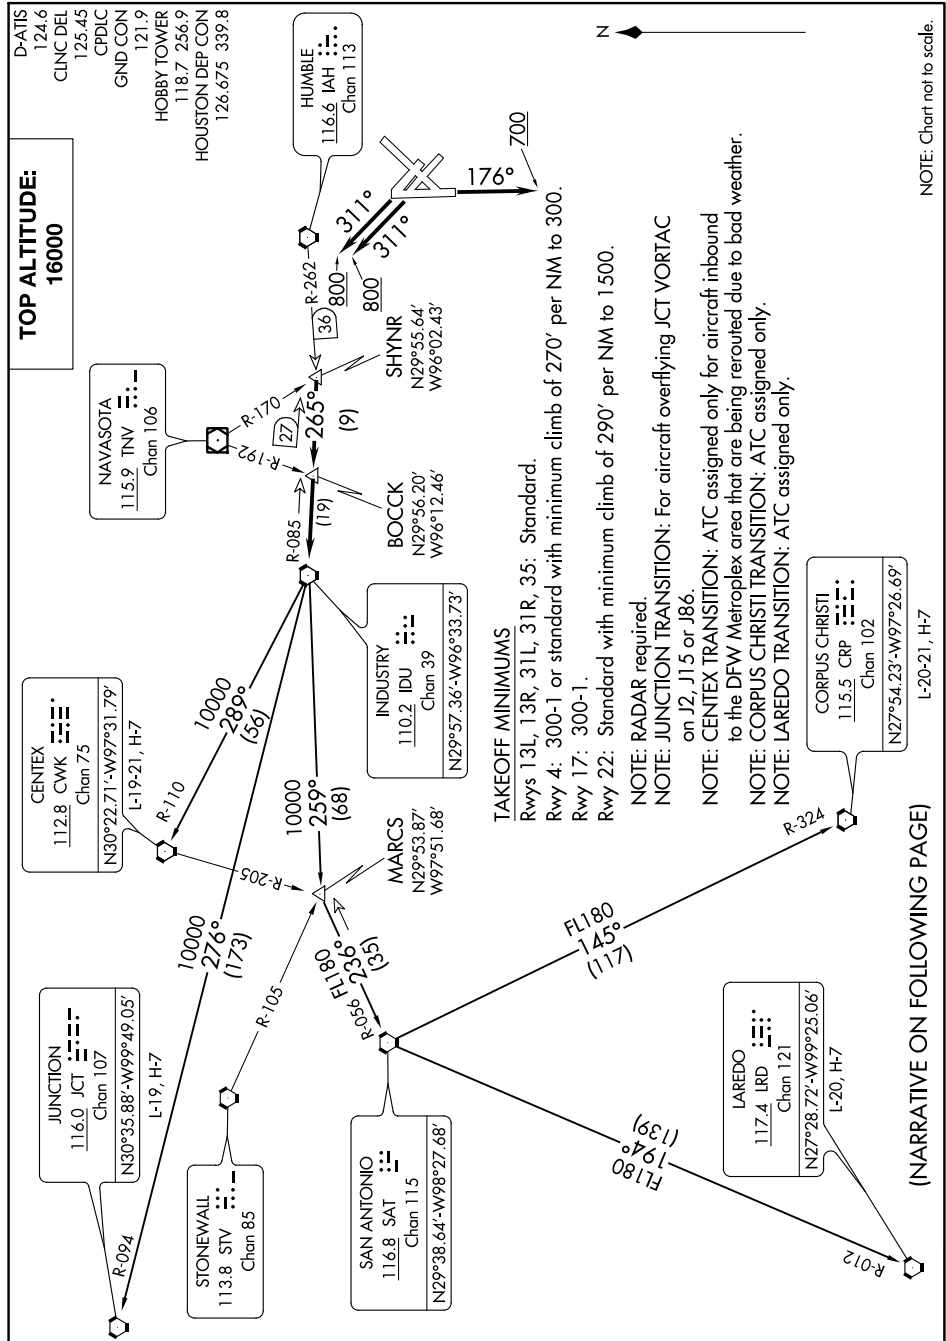 D-ATIS
124.6
CLNC DEL
125.45
CPDLC
GND CON
121.9
HOBBY TOWER
118.7 256.9
HOUSTON DEP CON
126.675 339.8
TOP ALTITUDE:
16000
HUMBLE
116.6 IAH
Chan 113
N
NAVASOTA
115.9 TNV
Chan 106
R-262
36
R-170
R-192
27
311°
311°
800
800
176°
700
SHYNR
N29°55.64′
W96°02.43′
265°
(9)
BOCCK
N29°56.20′
W96°12.46′
R-085
(19)
INDUSTRY
110.2 IDU
Chan 39
N29°57.36′-W96°33.73′
CENTEX
112.8 CWK
Chan 75
N30°22.71′-W97°31.79′
L-19-21, H-7
10000
289°
(56)
R-110
R-205
10000
259°
(68)
MARCS
N29°53.87′
W97°51.68′
10000
276°
(173)
JUNCTION
116.0 JCT
Chan 107
N30°35.88′-W99°49.05′
L-19, H-7
R-094
STONEWALL
113.8 STV
Chan 85
R-105
FL180
236°
(35)
R-056
SAN ANTONIO
116.8 SAT
Chan 115
N29°38.64′-W98°27.68′
FL180
145°
(117)
R-324
CORPUS CHRISTI
115.5 CRP
Chan 102
N27°54.23′-W97°26.69′
L-20-21, H-7
FL180
194°
(139)
R-012
LAREDO
117.4 LRD
Chan 121
N27°28.72′-W99°25.06′
L-20, H-7
TAKEOFF MINIMUMS
Rwys 13L, 13R, 31L, 31R, 35: Standard.
Rwy 4: 300-1 or standard with minimum climb of 270′ per NM to 300.
Rwy 17: 300-1.
Rwy 22: Standard with minimum climb of 290′ per NM to 1500.
NOTE: RADAR required.
NOTE: JUNCTION TRANSITION: For aircraft overflying JCT VORTAC
on J2, J15 or J86.
NOTE: CENTEX TRANSITION: ATC assigned only for aircraft inbound
to the DFW Metroplex area that are being rerouted due to bad weather.
NOTE: CORPUS CHRISTI TRANSITION: ATC assigned only.
NOTE: LAREDO TRANSITION: ATC assigned only.
(NARRATIVE ON FOLLOWING PAGE)
NOTE: Chart not to scale.